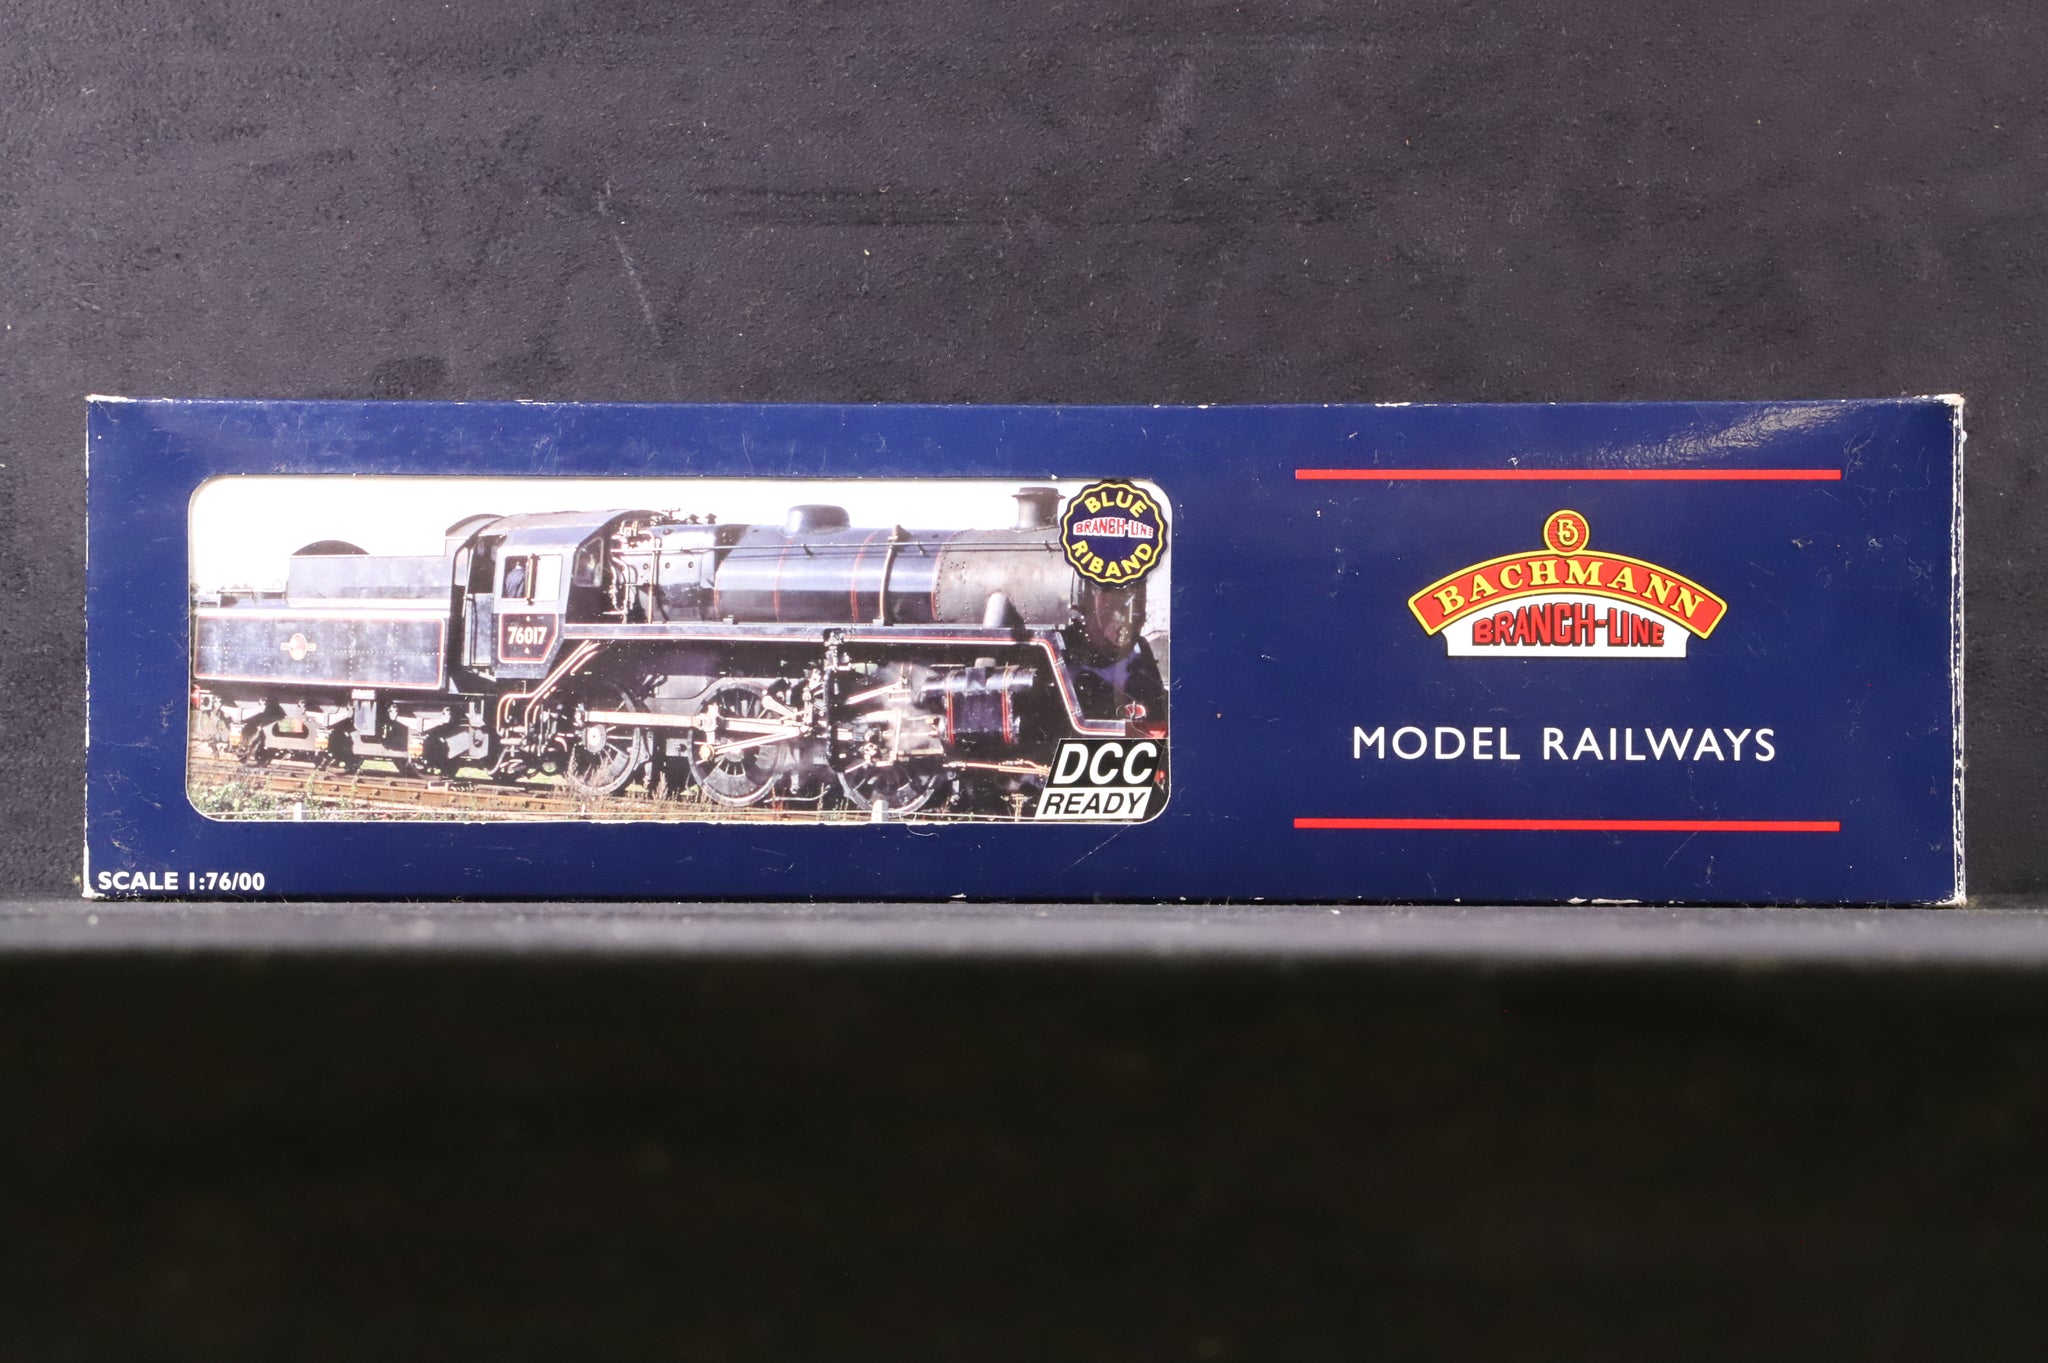 BLUE
BRANCH-LINE
RIBAND
76017
DCC
READY
SCALE 1:76/00
B
BACHMANN
BRANCH-LINE
MODEL RAILWAYS